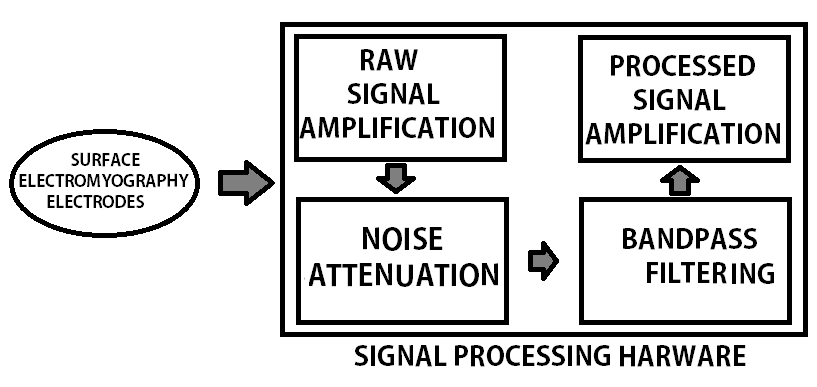 SURFACE
ELECTROMYOGRAPHY
ELECTRODES
RAW
SIGNAL
AMPLIFICATION
NOISE
ATTENUATION
BANDPASS
FILTERING
PROCESSED
SIGNAL
AMPLIFICATION
SIGNAL PROCESSING HARWARE